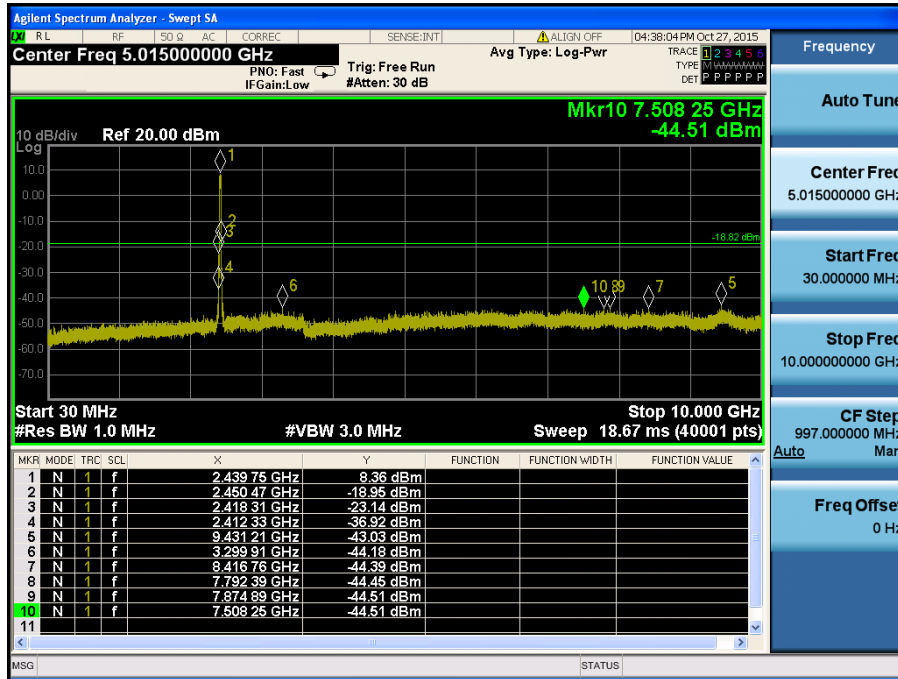 Agilent Spectrum Analyzer - Swept SA
LXI RL RF 50 Ω AC CORREC SENSE:INT ALIGN OFF 04:38:04 PM Oct 27, 2015
Center Freq 5.015000000 GHz
PNO: Fast
IFGain:Low
Trig: Free Run
#Atten: 30 dB
Avg Type: Log-Pwr
TRACE 1 2 3 4 5 6
TYPE M W W W W W
DET P P P P P P
Mkr10 7.508 25 GHz
-44.51 dBm
10 dB/div Ref 20.00 dBm
Log
10.0
0.00
-10.0
-20.0
-30.0
-40.0
-50.0
-60.0
-70.0
1
2
3
4
6
10 8 9
7
5
-18.82 dBm
Start 30 MHz Stop 10.000 GHz
#Res BW 1.0 MHz #VBW 3.0 MHz Sweep 18.67 ms (40001 pts)
MKR MODE TRC SCL X Y FUNCTION FUNCTION WIDTH FUNCTION VALUE
1 N 1 f 2.439 75 GHz 8.36 dBm
2 N 1 f 2.450 47 GHz -18.95 dBm
3 N 1 f 2.418 31 GHz -23.14 dBm
4 N 1 f 2.412 33 GHz -36.92 dBm
5 N 1 f 9.431 21 GHz -43.03 dBm
6 N 1 f 3.299 91 GHz -44.18 dBm
7 N 1 f 8.416 76 GHz -44.39 dBm
8 N 1 f 7.792 39 GHz -44.45 dBm
9 N 1 f 7.874 89 GHz -44.51 dBm
10 N 1 f 7.508 25 GHz -44.51 dBm
11
MSG STATUS
Frequency
Auto Tune
Center Freq
5.015000000 GHz
Start Freq
30.000000 MHz
Stop Freq
10.000000000 GHz
CF Step
997.000000 MHz
Auto Man
Freq Offset
0 Hz